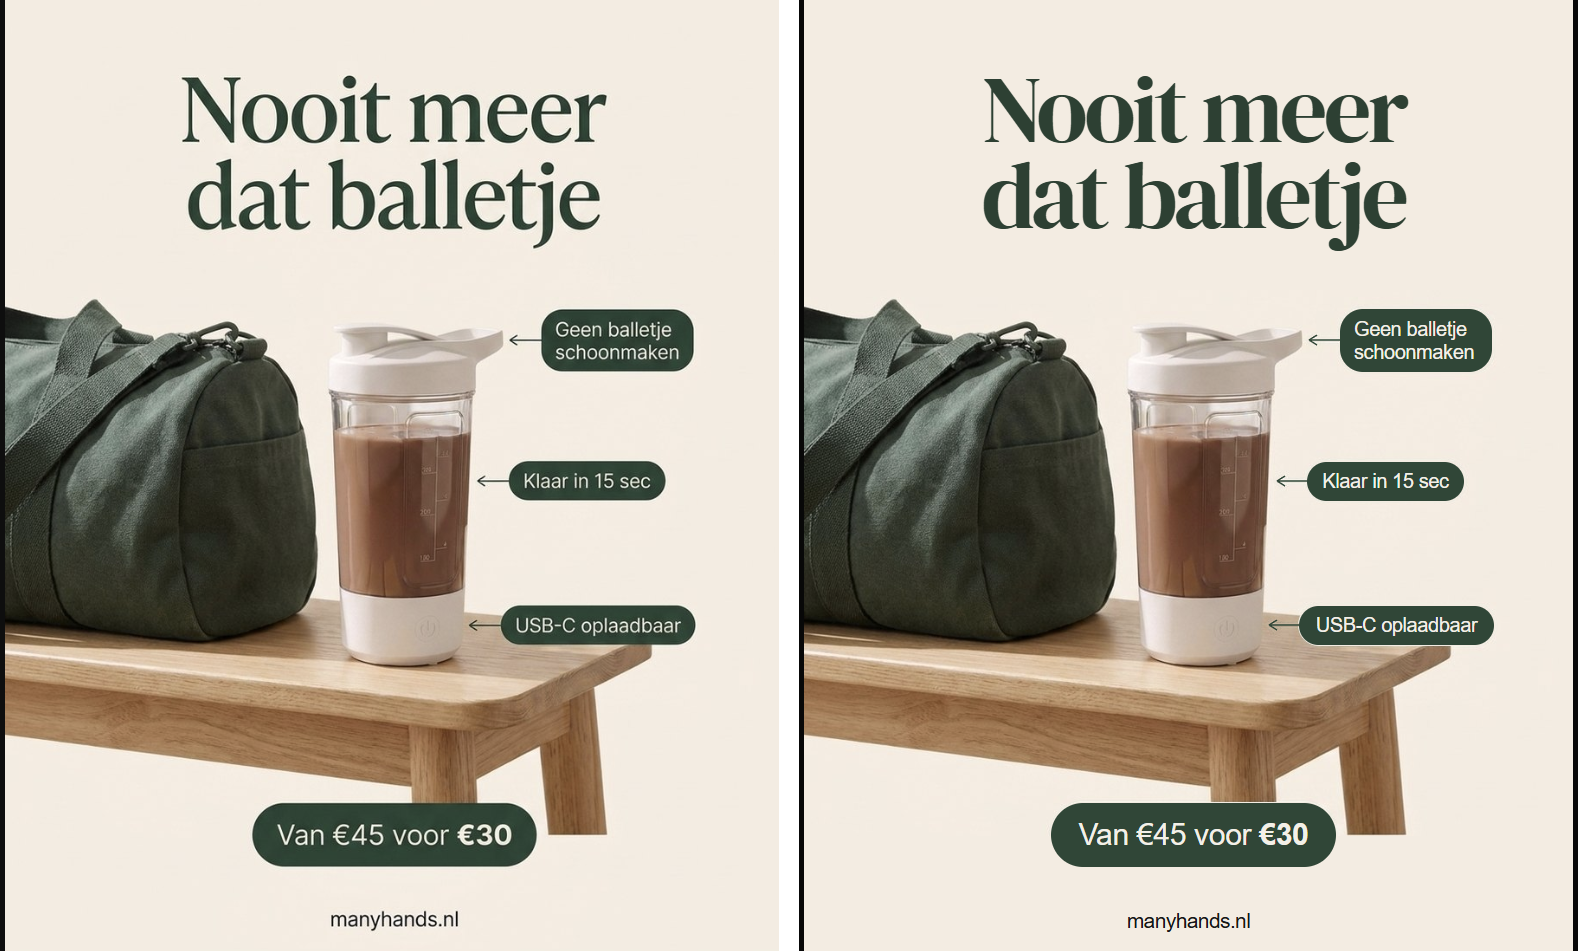 Nooit meer
dat balletje
Geen balletje
schoonmaken
Klaar in 15 sec
USB-C oplaadbaar
Van €45 voor €30
manyhands.nl
Nooit meer
dat balletje
Geen balletje
schoonmaken
Klaar in 15 sec
USB-C oplaadbaar
Van €45 voor €30
manyhands.nl